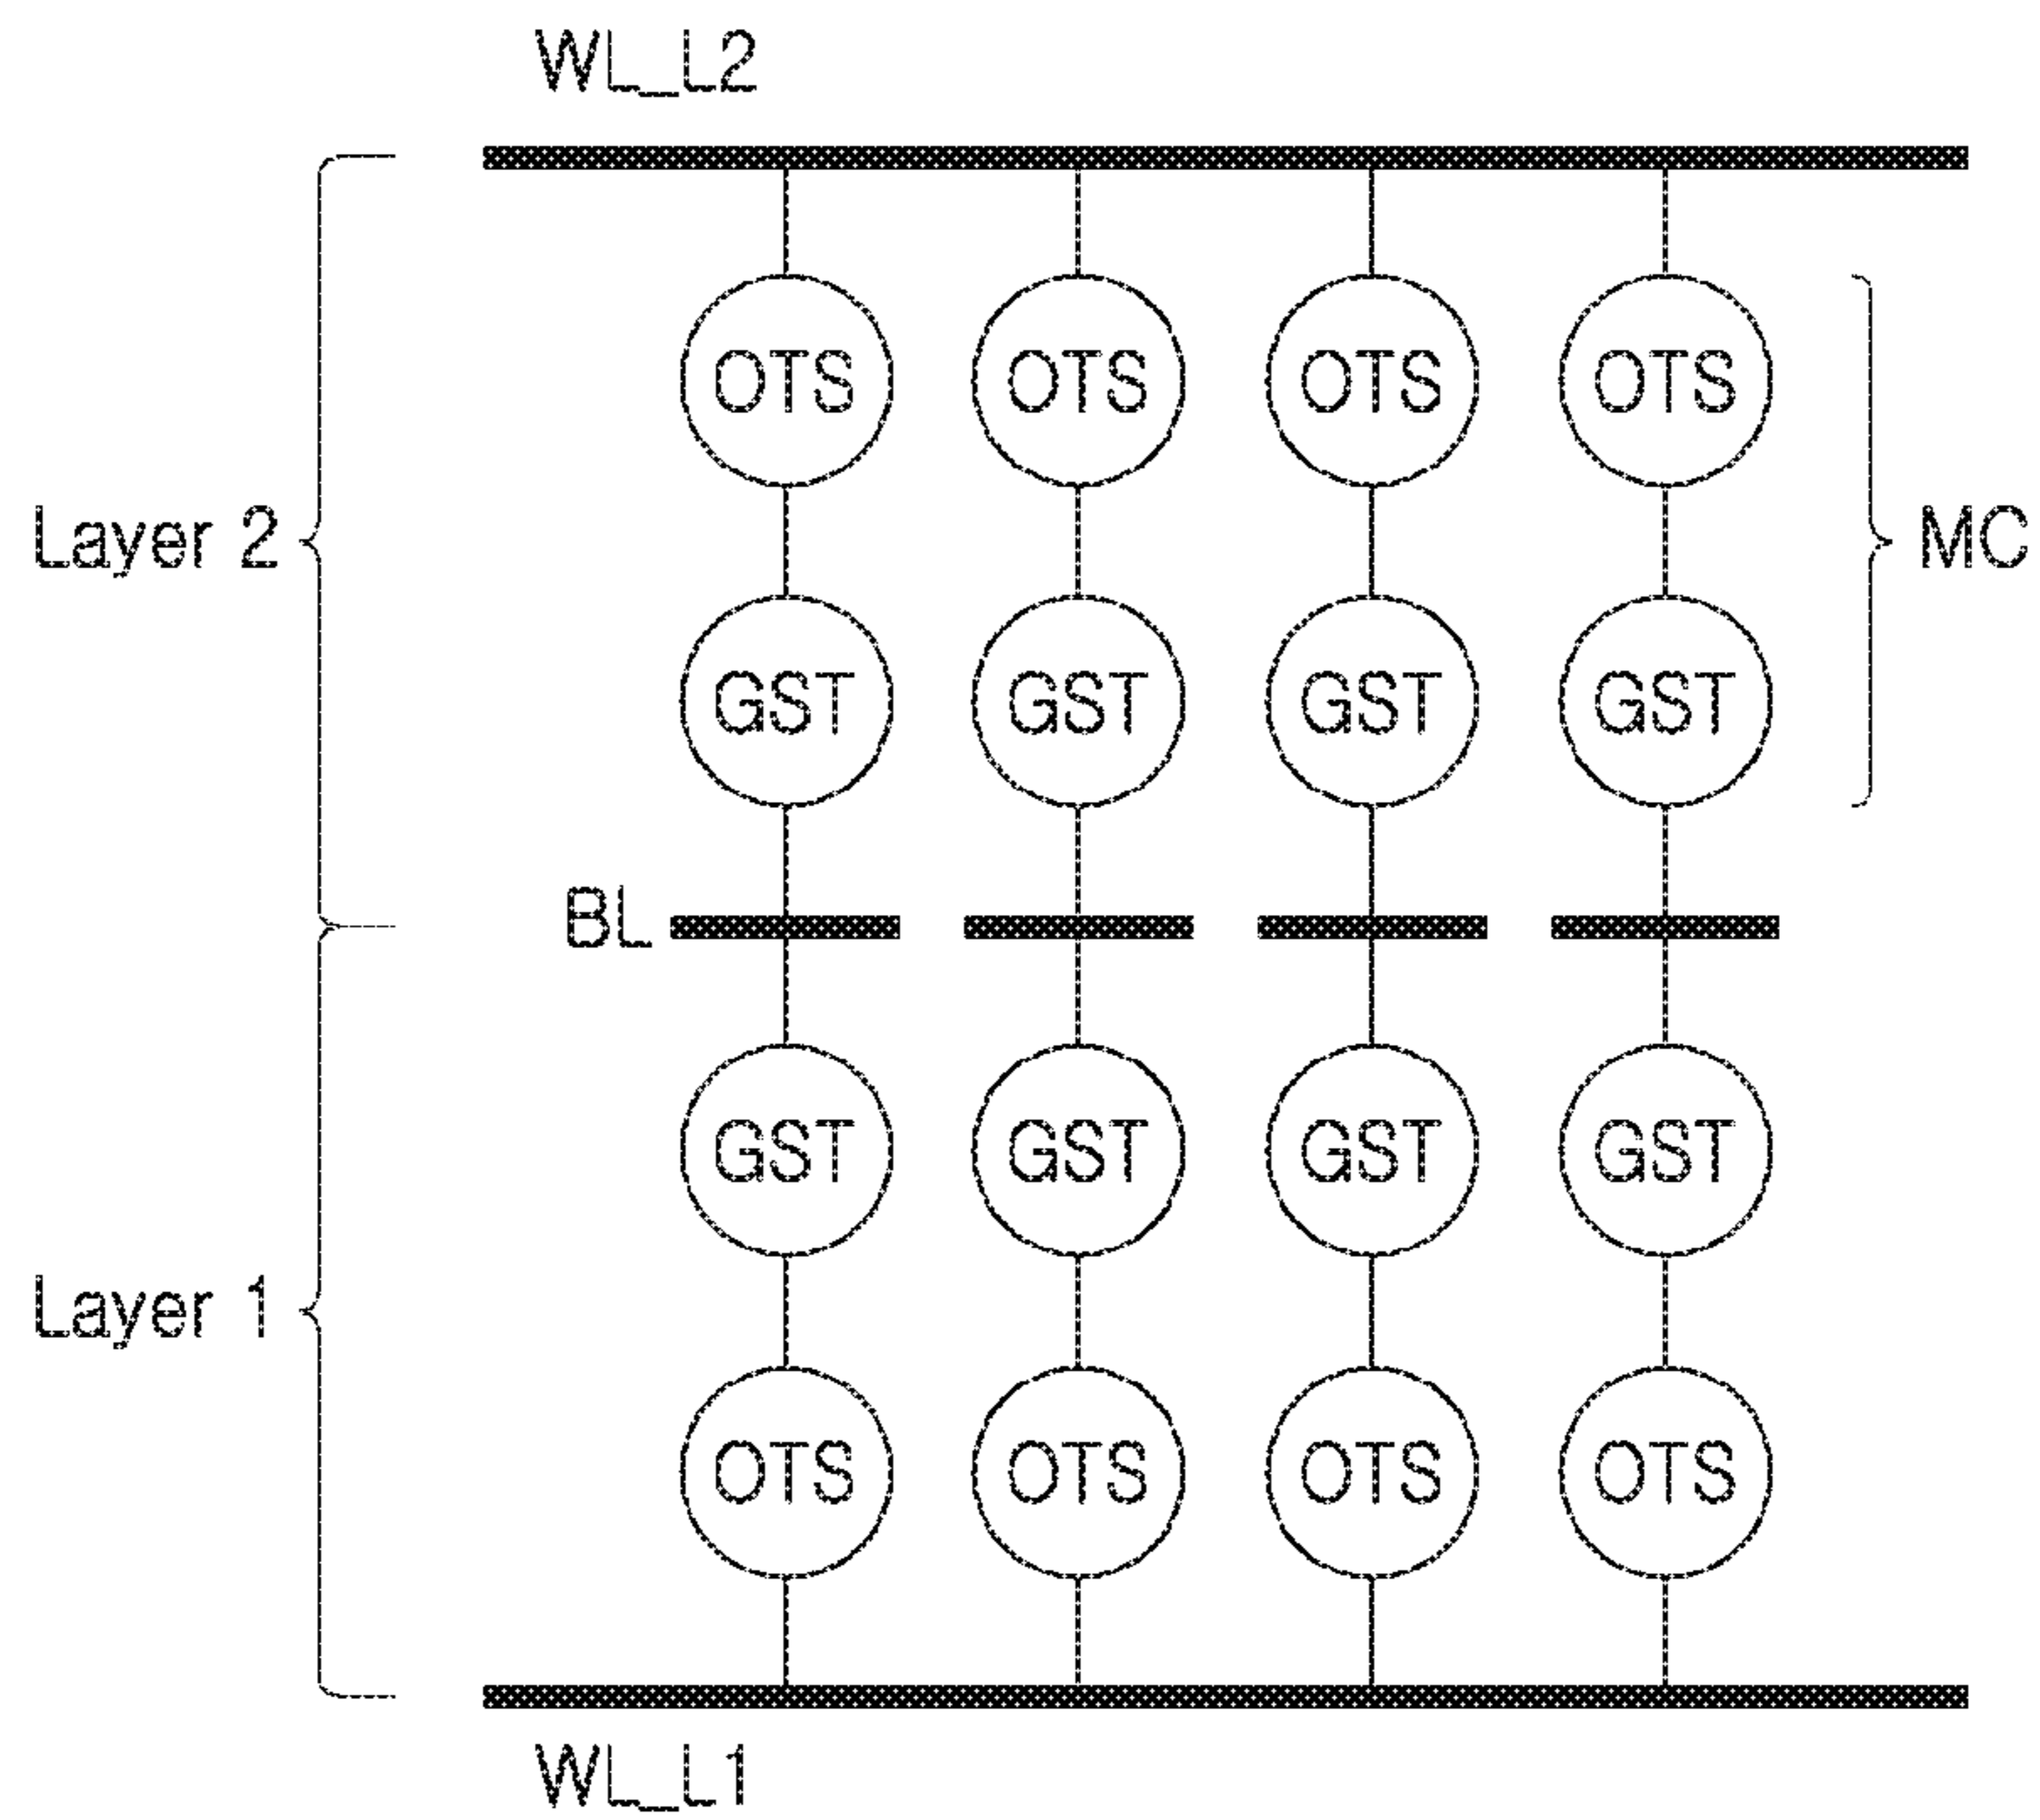 WL_L2
OTS OTS OTS OTS
Layer 2 MC
GST GST GST GST
BL
GST GST GST GST
Layer 1
OTS OTS OTS OTS
WL_L1